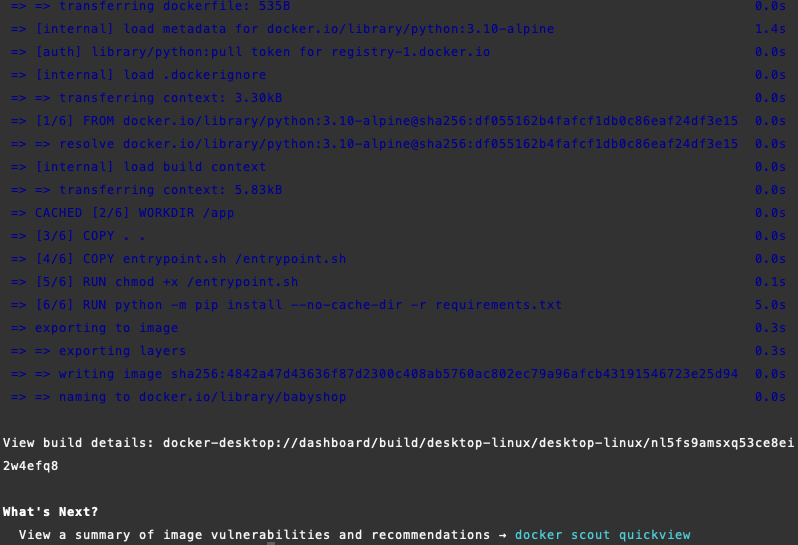 => => transferring dockerfile: 535B 0.0s
=> [internal] load metadata for docker.io/library/python:3.10-alpine 1.4s
=> [auth] library/python:pull token for registry-1.docker.io 0.0s
=> [internal] load .dockerignore 0.0s
=> => transferring context: 3.30kB 0.0s
=> [1/6] FROM docker.io/library/python:3.10-alpine@sha256:df055162b4fafcf1db0c86eaf24df3e15 0.0s
=> => resolve docker.io/library/python:3.10-alpine@sha256:df055162b4fafcf1db0c86eaf24df3e15 0.0s
=> [internal] load build context 0.0s
=> => transferring context: 5.83kB 0.0s
=> CACHED [2/6] WORKDIR /app 0.0s
=> [3/6] COPY . . 0.0s
=> [4/6] COPY entrypoint.sh /entrypoint.sh 0.0s
=> [5/6] RUN chmod +x /entrypoint.sh 0.1s
=> [6/6] RUN python -m pip install --no-cache-dir -r requirements.txt 5.0s
=> exporting to image 0.3s
=> => exporting layers 0.3s
=> => writing image sha256:4842a47d43636f87d2300c408ab5760ac802ec79a96afcb43191546723e25d94 0.0s
=> => naming to docker.io/library/babyshop 0.0s
View build details: docker-desktop://dashboard/build/desktop-linux/desktop-linux/nl5fs9amsxq53ce8ei
2w4efq8
What's Next?
View a summary of image vulnerabilities and recommendations → docker scout quickview